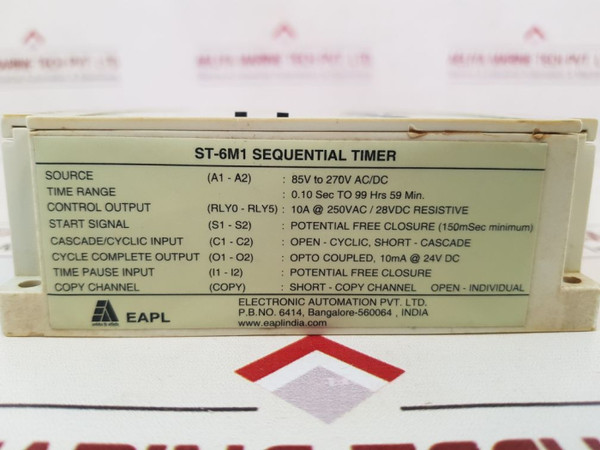 ST-6M1 SEQUENTIAL TIMER
SOURCE (A1 - A2) : 85V to 270V AC/DC
TIME RANGE : 0.10 Sec TO 99 Hrs 59 Min.
CONTROL OUTPUT (RLY0 - RLY5) : 10A @ 250VAC / 28VDC RESISTIVE
START SIGNAL (S1 - S2) : POTENTIAL FREE CLOSURE (150mSec minimum)
CASCADE/CYCLIC INPUT (C1 - C2) : OPEN - CYCLIC, SHORT - CASCADE
CYCLE COMPLETE OUTPUT (O1 - O2) : OPTO COUPLED, 10mA @ 24V DC
TIME PAUSE INPUT (I1 - I2) : POTENTIAL FREE CLOSURE
COPY CHANNEL (COPY) : SHORT - COPY CHANNEL OPEN - INDIVIDUAL
EAPL
ELECTRONIC AUTOMATION PVT. LTD.
P.B.NO. 6414, Bangalore-560064 , INDIA
www.eaplindia.com